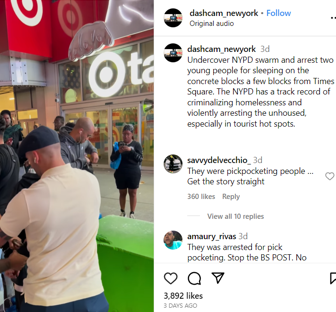 ota
dashcam_newyork • Follow
Original audio
dashcam_newyork 3d
Undercover NYPD swarm and arrest two
young people for sleeping on the
concrete blocks a few blocks from Times
Square. The NYPD has a track record of
criminalizing homelessness and
violently arresting the unhoused,
especially in tourist hot spots.
savvydelvecchio_ 3d
They were pickpocketing people ...
Get the story straight
360 likes Reply
View all 10 replies
amaury_rivas 3d
They was arrested for pick
pocketing. Stop the BS POST. No
3,892 likes
3 DAYS AGO